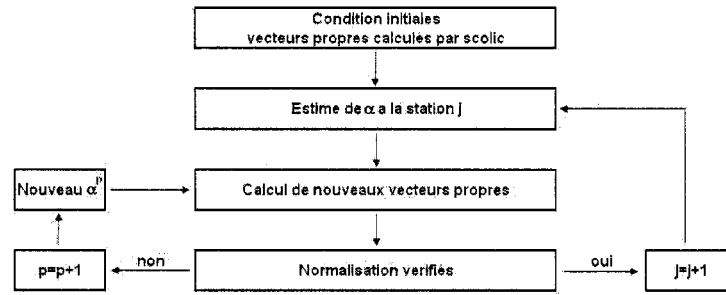 Condition initiales
vecteurs propres calculés par scolic
Estime de α a la station j
Nouveau α^p
Calcul de nouveaux vecteurs propres
p=p+1
non
Normalisation verifiés
oui
j=j+1